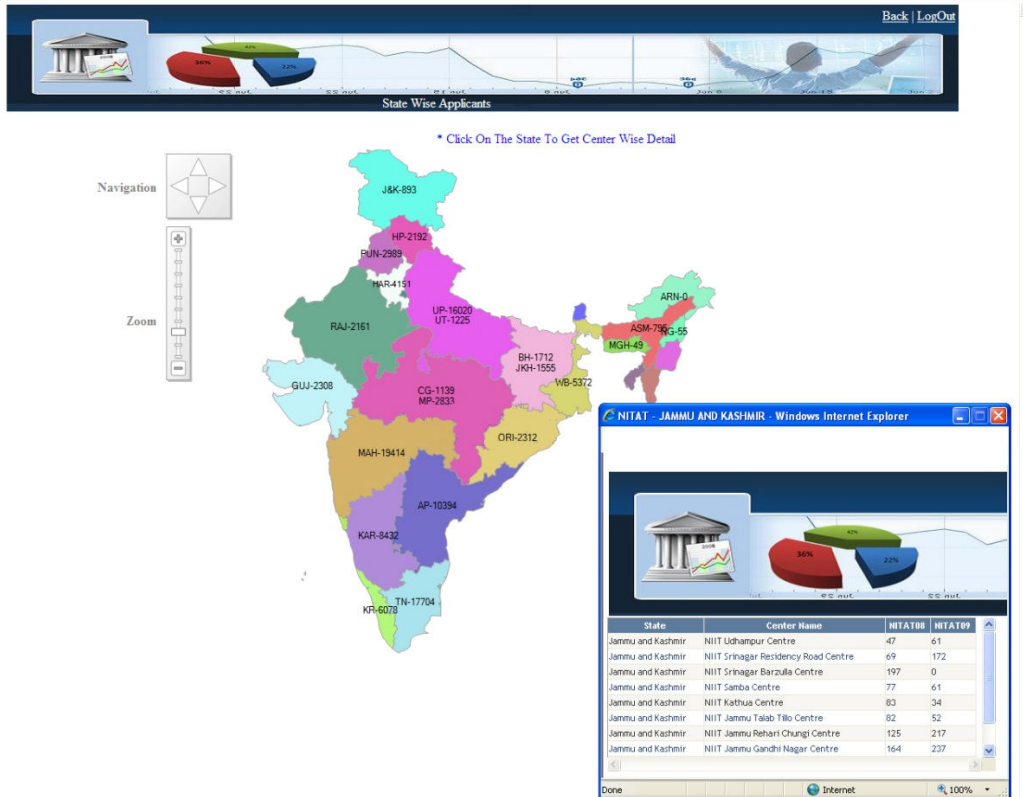 Back | LogOut
42%
36%
22%
State Wise Applicants
* Click On The State To Get Center Wise Detail
Navigation
Zoom
J&K-893
HP-2192
PUN-2989
HAR-4151
UP-16020
UT-1225
RAJ-2161
ARN-0
ASM-795
NG-55
MGH-49
BH-1712
JKH-1555
WB-5372
GUJ-2308
CG-1139
MP-2833
ORI-2312
MAH-19414
AP-10394
KAR-8432
TN-17704
KR-6078
NITAT - JAMMU AND KASHMIR - Windows Internet Explorer
2008
42%
36%
22%
State Center Name NITAT08 NITAT09
Jammu and Kashmir NIIT Udhampur Centre 47 61
Jammu and Kashmir NIIT Srinagar Residency Road Centre 69 172
Jammu and Kashmir NIIT Srinagar Barzulla Centre 197 0
Jammu and Kashmir NIIT Samba Centre 77 61
Jammu and Kashmir NIIT Kathua Centre 83 34
Jammu and Kashmir NIIT Jammu Talab Tillo Centre 82 52
Jammu and Kashmir NIIT Jammu Rehari Chungi Centre 125 217
Jammu and Kashmir NIIT Jammu Gandhi Nagar Centre 164 237
Done Internet 100%